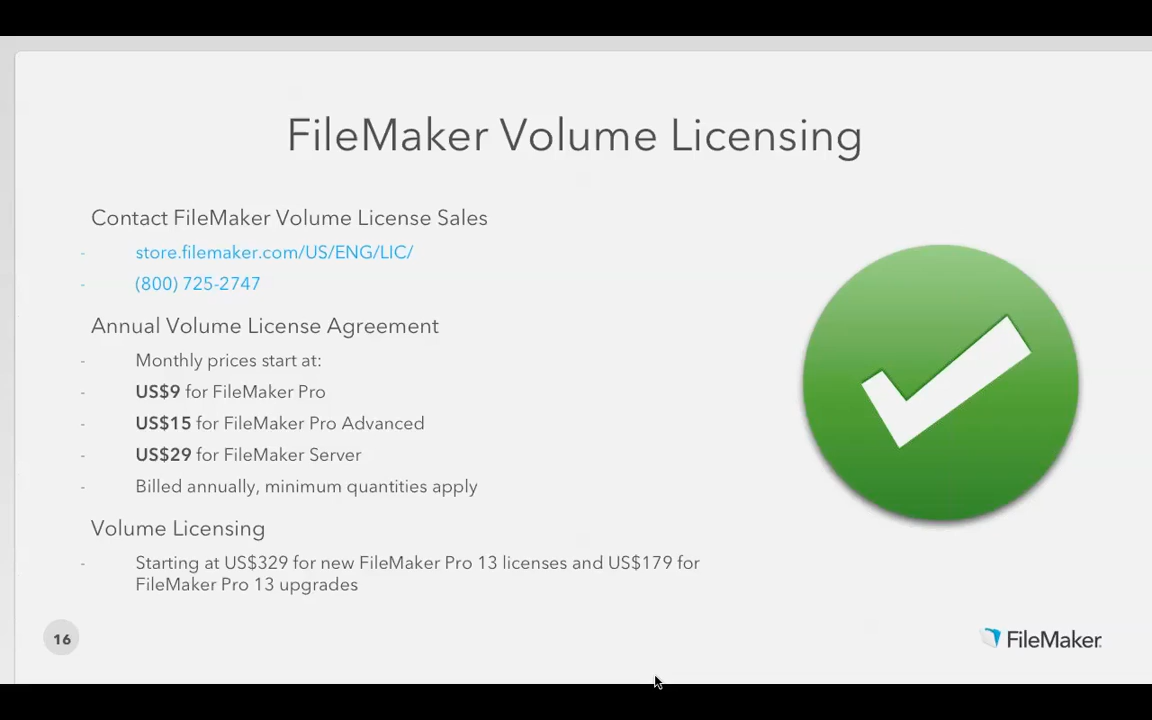 FileMaker Volume Licensing
Contact FileMaker Volume License Sales
- store.filemaker.com/US/ENG/LIC/
- (800) 725-2747
Annual Volume License Agreement
- Monthly prices start at:
- US$9 for FileMaker Pro
- US$15 for FileMaker Pro Advanced
- US$29 for FileMaker Server
- Billed annually, minimum quantities apply
Volume Licensing
- Starting at US$329 for new FileMaker Pro 13 licenses and US$179 for
FileMaker Pro 13 upgrades
16
FileMaker